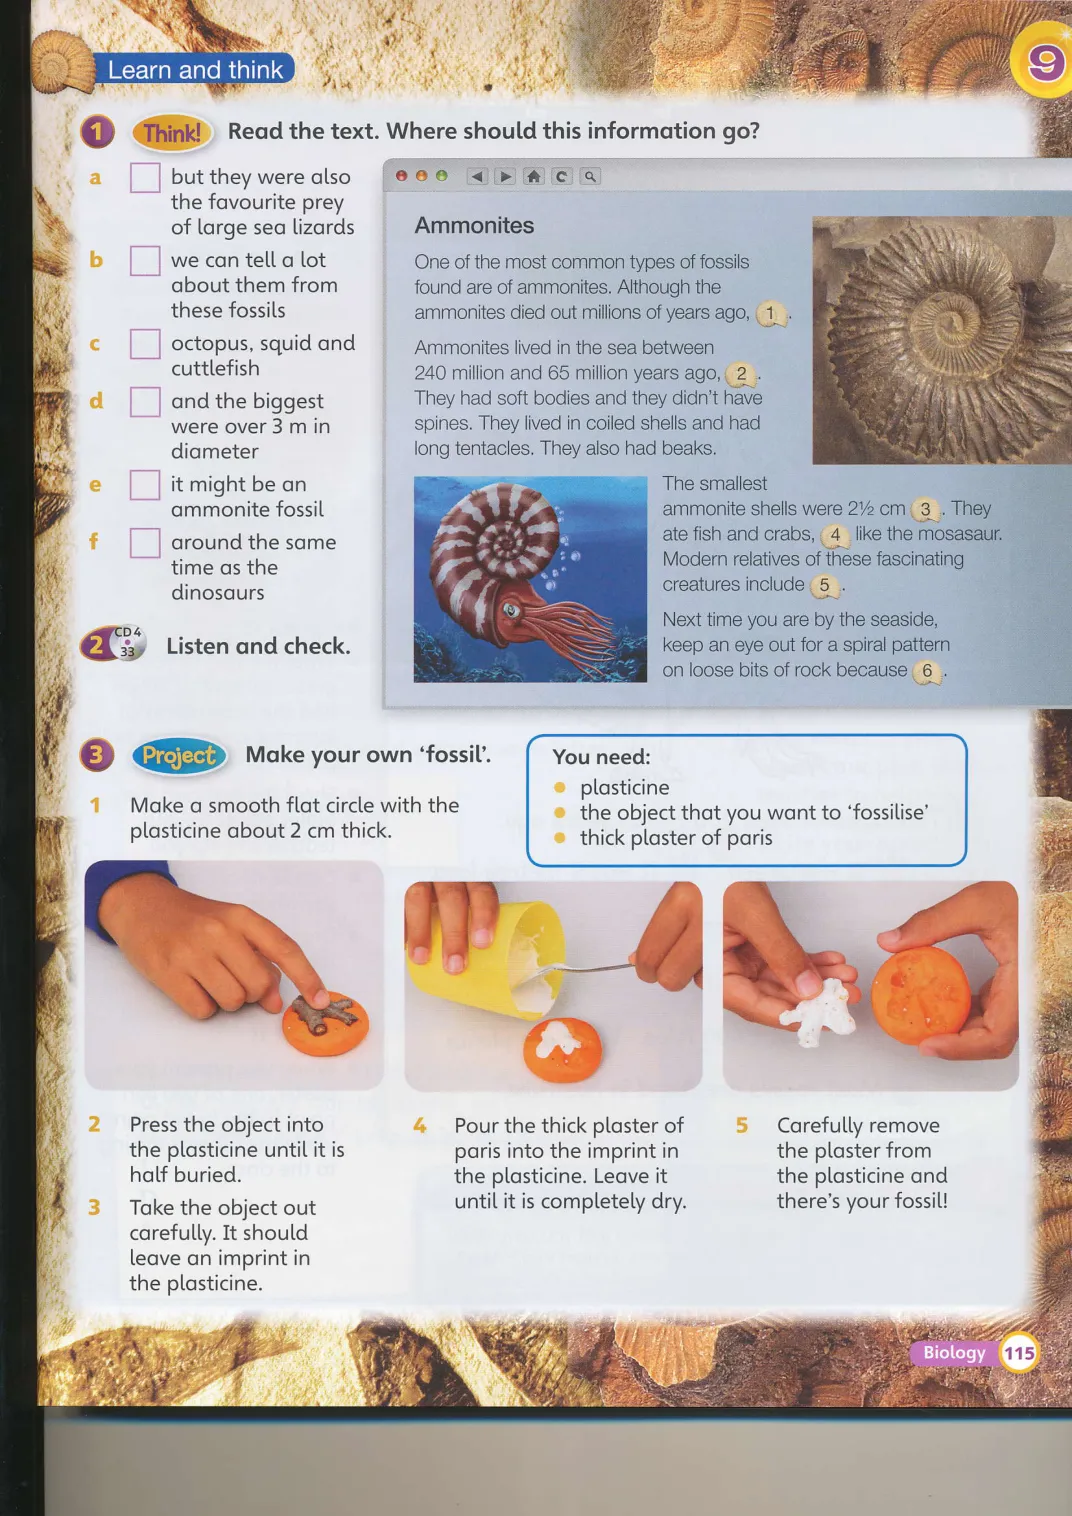 Learn and think
9
1 Think! Read the text. Where should this information go?
a but they were also
the favourite prey
of large sea lizards
b we can tell a lot
about them from
these fossils
c octopus, squid and
cuttlefish
d and the biggest
were over 3 m in
diameter
e it might be an
ammonite fossil
f around the same
time as the
dinosaurs
2 CD 4
33 Listen and check.
Ammonites
One of the most common types of fossils
found are of ammonites. Although the
ammonites died out millions of years ago, 1 .
Ammonites lived in the sea between
240 million and 65 million years ago, 2 .
They had soft bodies and they didn't have
spines. They lived in coiled shells and had
long tentacles. They also had beaks.
The smallest
ammonite shells were 2½ cm 3 . They
ate fish and crabs, 4 like the mosasaur.
Modern relatives of these fascinating
creatures include 5 .
Next time you are by the seaside,
keep an eye out for a spiral pattern
on loose bits of rock because 6 .
3 Project Make your own 'fossil'.
1 Make a smooth flat circle with the
plasticine about 2 cm thick.
You need:
• plasticine
• the object that you want to 'fossilise'
• thick plaster of paris
2 Press the object into
the plasticine until it is
half buried.
3 Take the object out
carefully. It should
leave an imprint in
the plasticine.
4 Pour the thick plaster of
paris into the imprint in
the plasticine. Leave it
until it is completely dry.
5 Carefully remove
the plaster from
the plasticine and
there's your fossil!
Biology 115